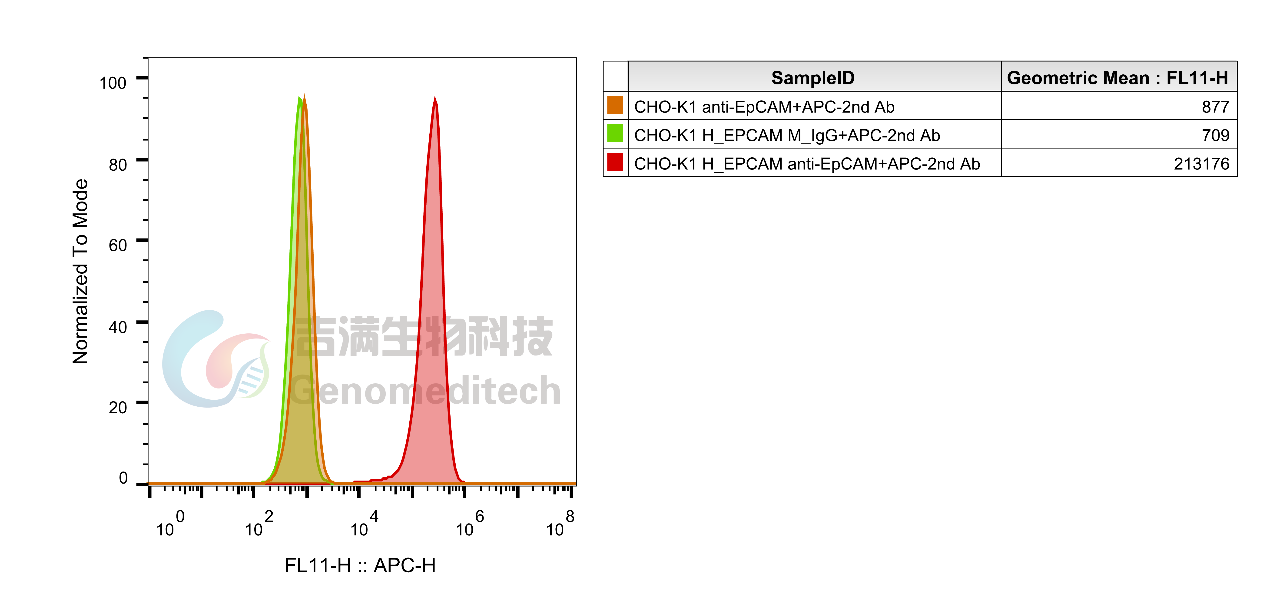 SampleID Geometric Mean : FL11-H
CHO-K1 anti-EpCAM+APC-2nd Ab 877
CHO-K1 H_EPCAM M_IgG+APC-2nd Ab 709
CHO-K1 H_EPCAM anti-EpCAM+APC-2nd Ab 213176
Normalized To Mode
100
80
60
40
20
0
吉满生物科技
Genomeditech
10^0 10^2 10^4 10^6 10^8
FL11-H :: APC-H